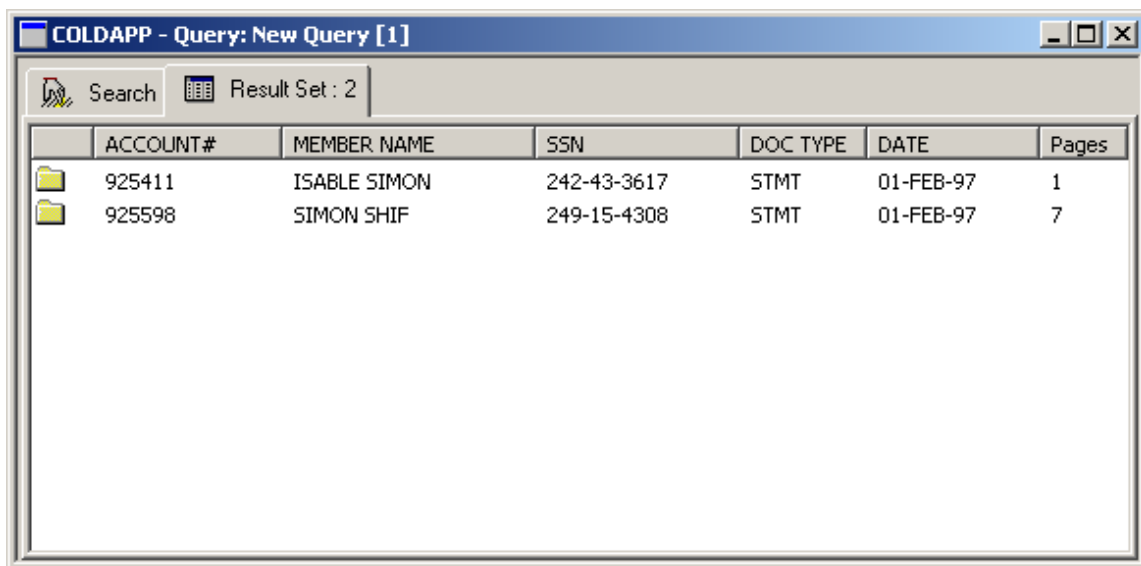 COLDAPP - Query: New Query [1]
Search Result Set : 2
ACCOUNT# MEMBER NAME SSN DOC TYPE DATE Pages
925411 ISABLE SIMON 242-43-3617 STMT 01-FEB-97 1
925598 SIMON SHIF 249-15-4308 STMT 01-FEB-97 7